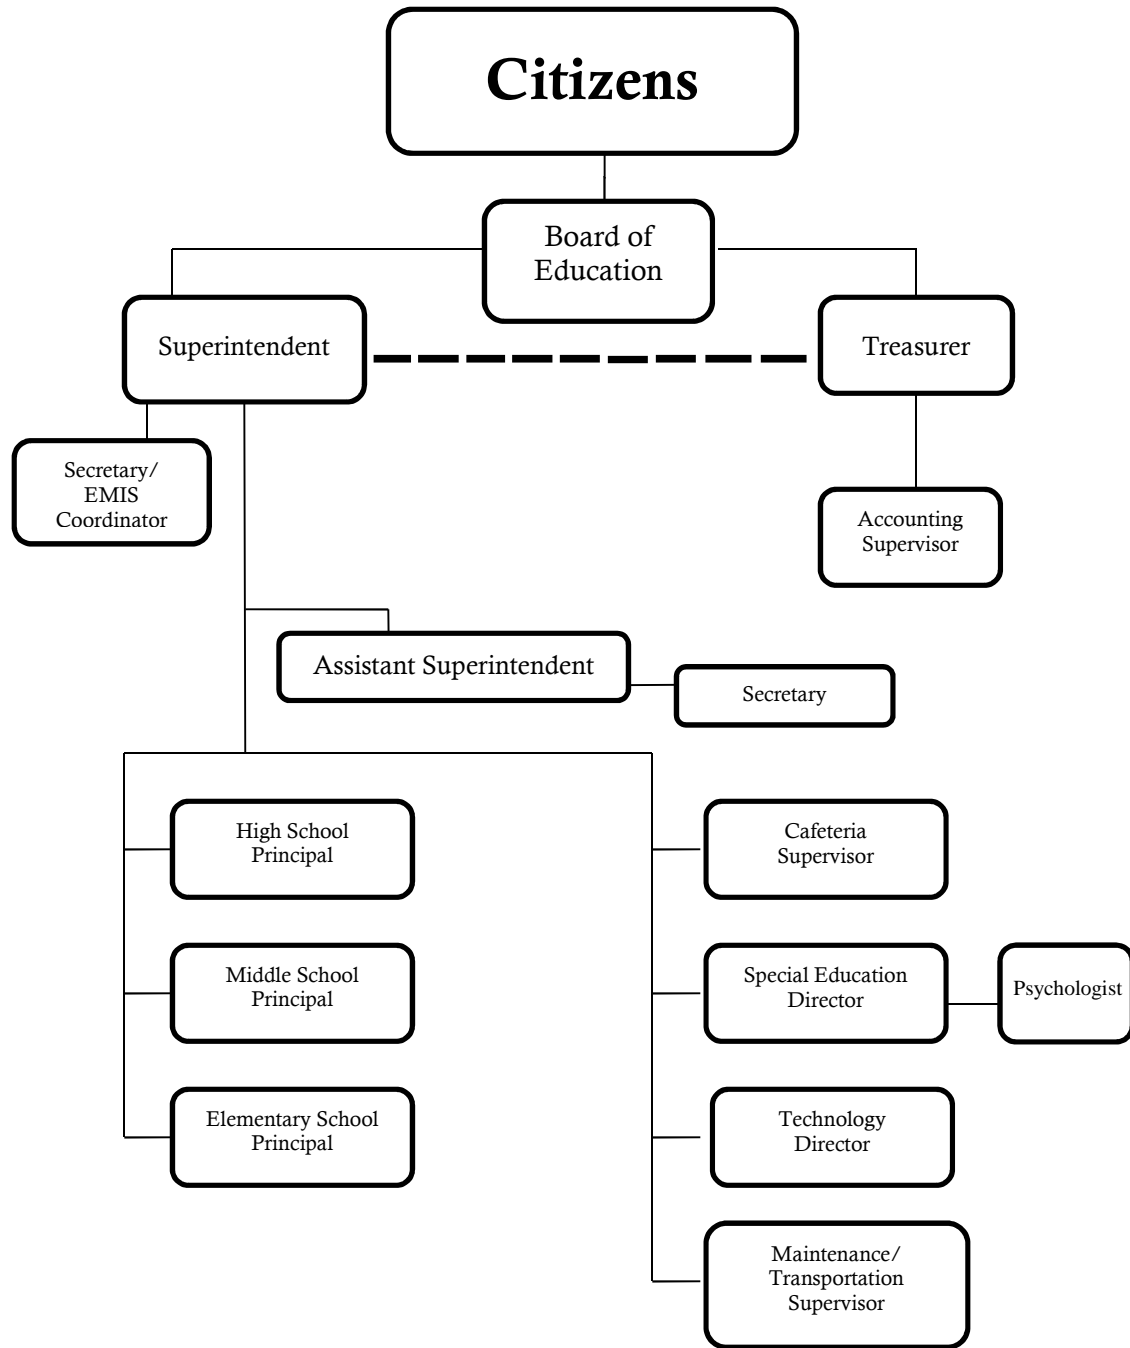 Citizens
Board of
Education
Superintendent
Treasurer
Secretary/
EMIS
Coordinator
Accounting
Supervisor
Assistant Superintendent
Secretary
High School
Principal
Cafeteria
Supervisor
Middle School
Principal
Special Education
Director
Psychologist
Elementary School
Principal
Technology
Director
Maintenance/
Transportation
Supervisor